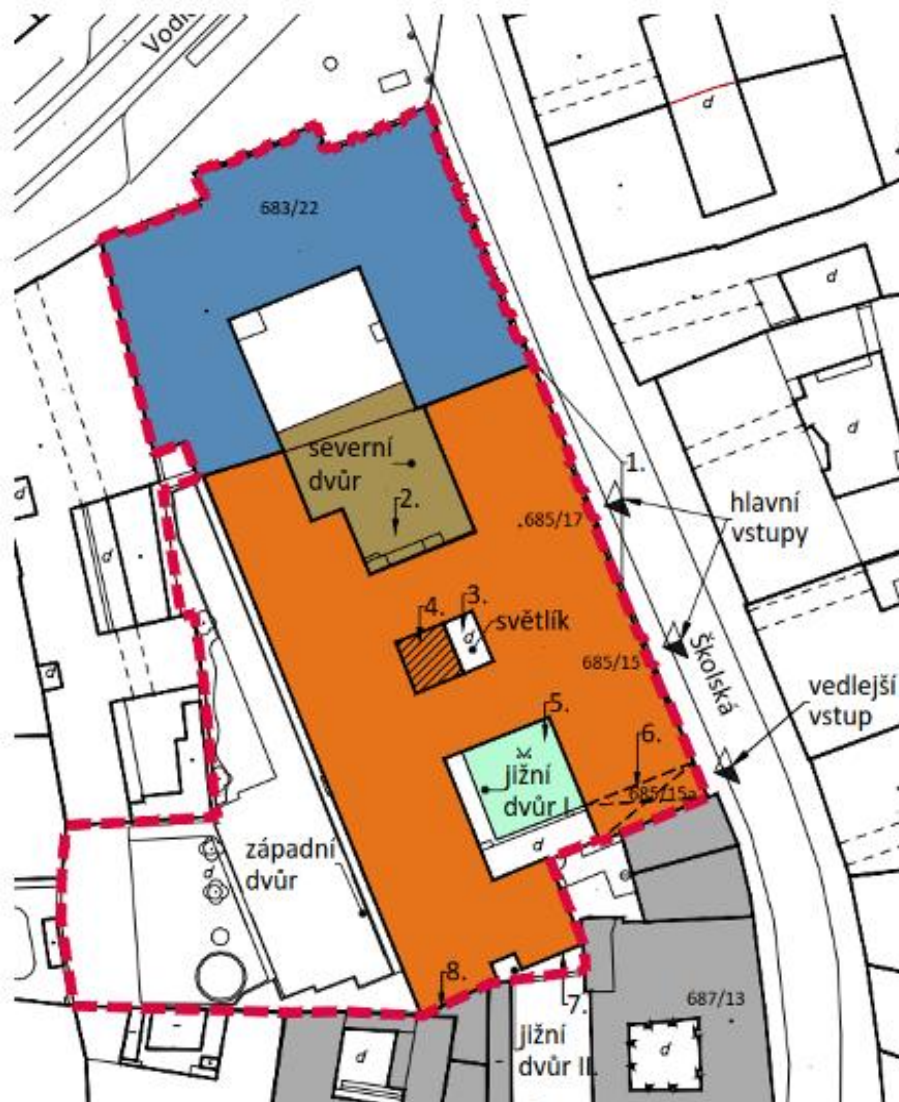 Vodič
d
683/22
d
severní
dvůr
1.
2.
685/17
hlavní
vstupy
d
d
d
3.
4.
světlík
685/15
Školská
vedlejší
vstup
5.
6.
jižní
dvůr I.
685/15a
západní
dvůr
d
d
8.
7.
687/13
jižní
dvůr II.
d
d